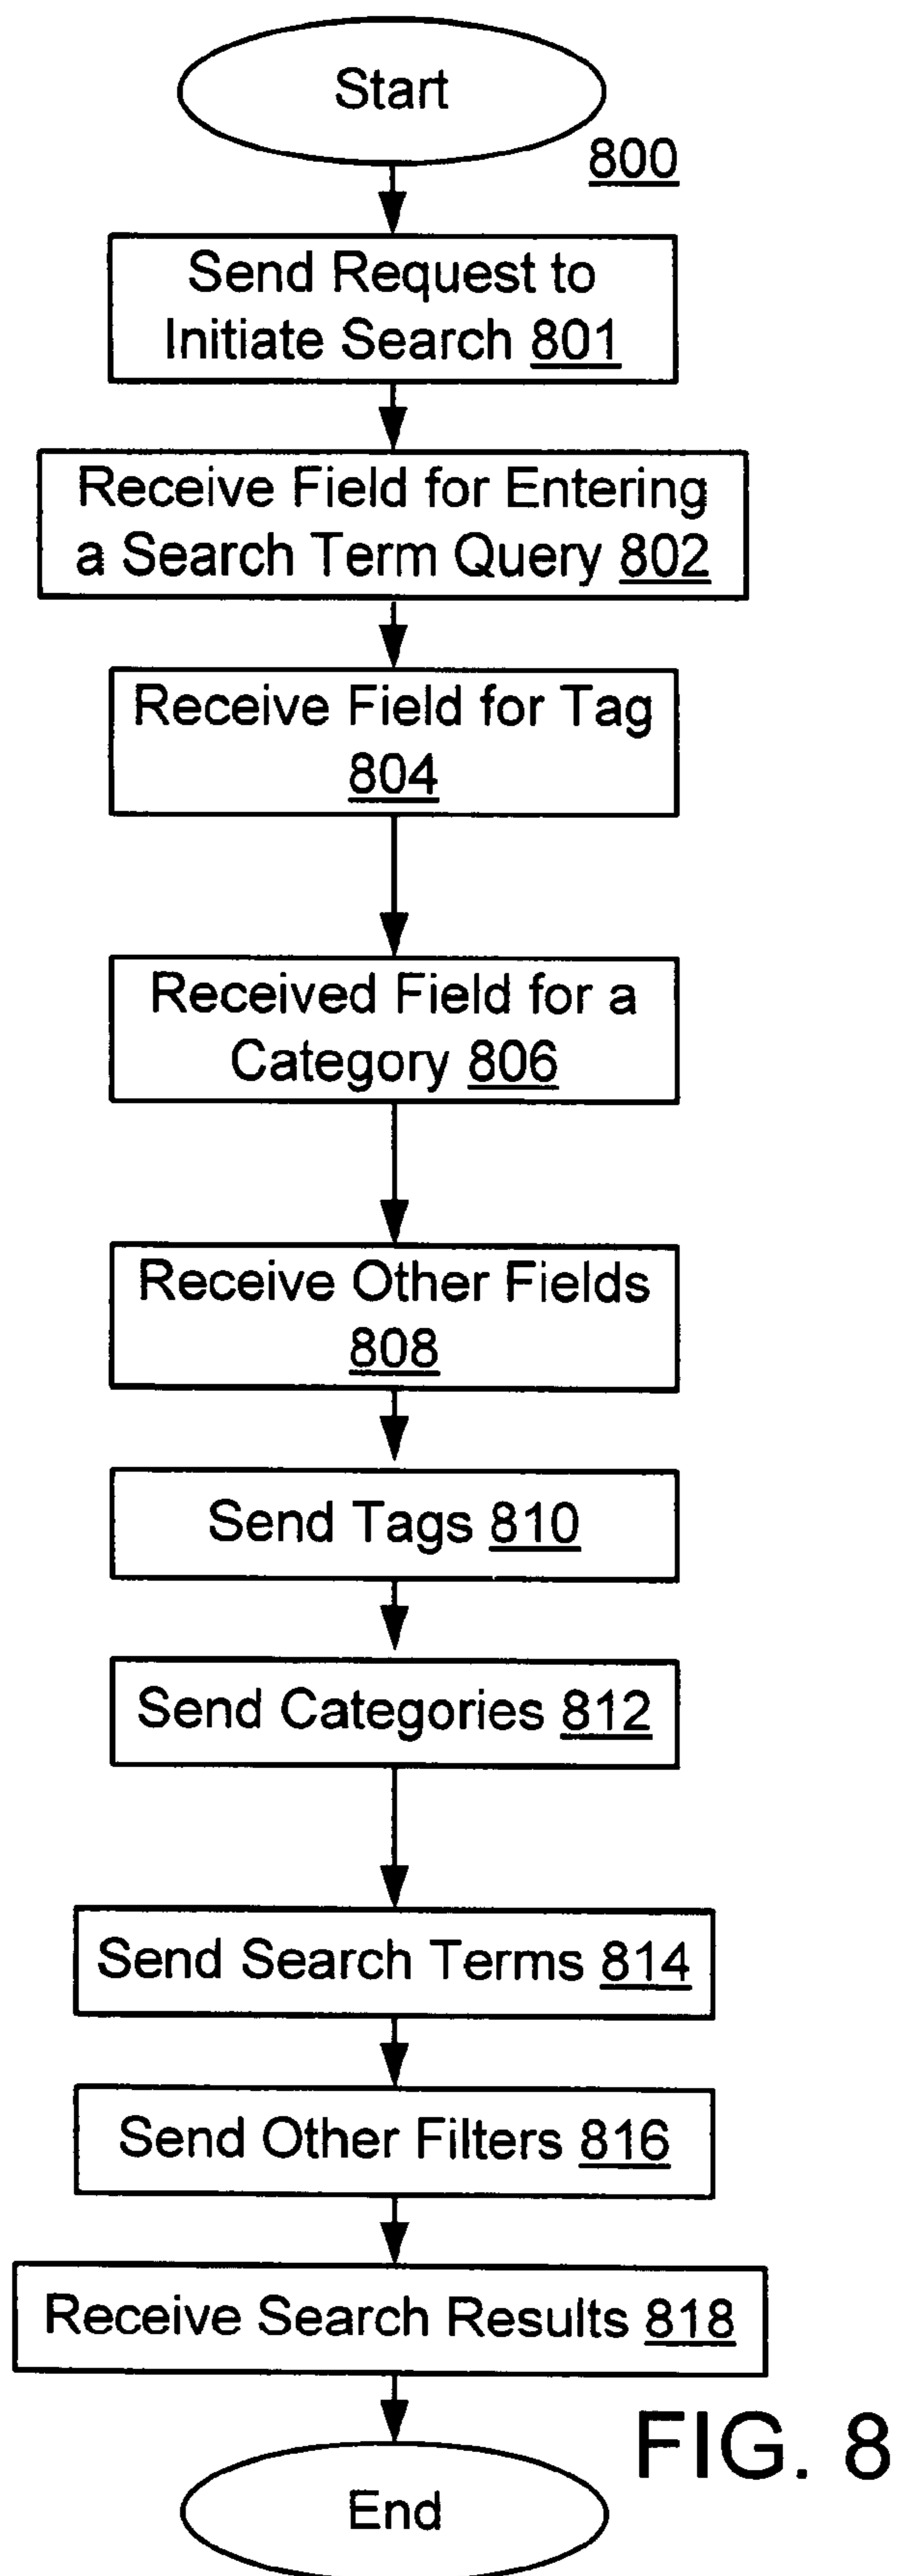 Start
800
Send Request to
Initiate Search 801
Receive Field for Entering
a Search Term Query 802
Receive Field for Tag
804
Received Field for a
Category 806
Receive Other Fields
808
Send Tags 810
Send Categories 812
Send Search Terms 814
Send Other Filters 816
Receive Search Results 818
FIG. 8
End